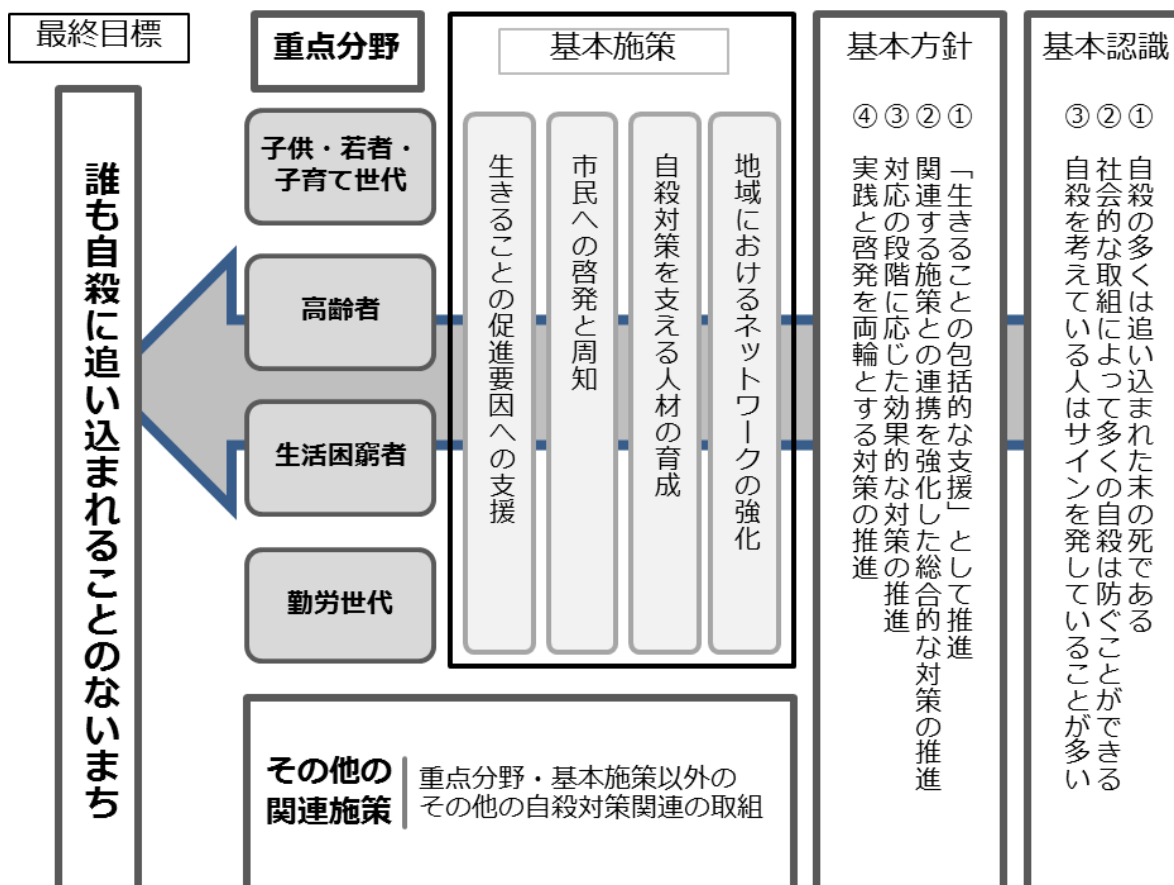 基本認識
① 自殺の多くは追い込まれた末の死である
② 社会的な取組によって多くの自殺は防ぐことができる
③ 自殺を考えている人はサインを発していることが多い
基本方針
① 「生きることの包括的な支援」として推進
② 関連する施策との連携を強化した総合的な対策の推進
③ 対応の段階に応じた効果的な対策の推進
④ 実践と啓発を両輪とする対策の推進
基本施策
地域におけるネットワークの強化
自殺対策を支える人材の育成
市民への啓発と周知
生きることの促進要因への支援
重点分野
子供・若者・
子育て世代
高齢者
生活困窮者
勤労世代
その他の
関連施策
重点分野・基本施策以外の
その他の自殺対策関連の取組
最終目標
誰も自殺に追い込まれることのないまち